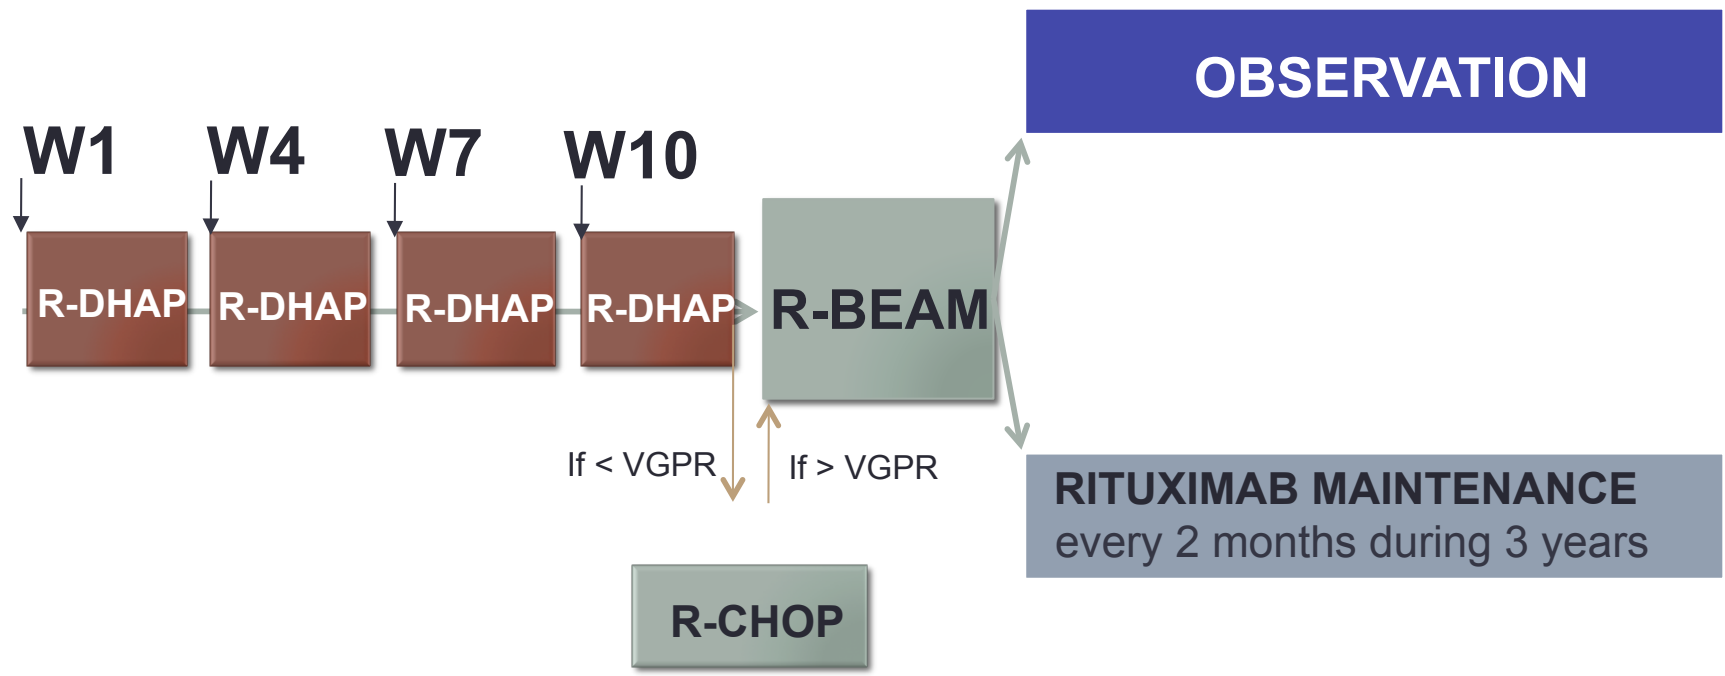 OBSERVATION
W1
W4
W7
W10
R-DHAP
R-DHAP
R-DHAP
R-DHAP
R-BEAM
If < VGPR
If > VGPR
RITUXIMAB MAINTENANCE
every 2 months during 3 years
R-CHOP